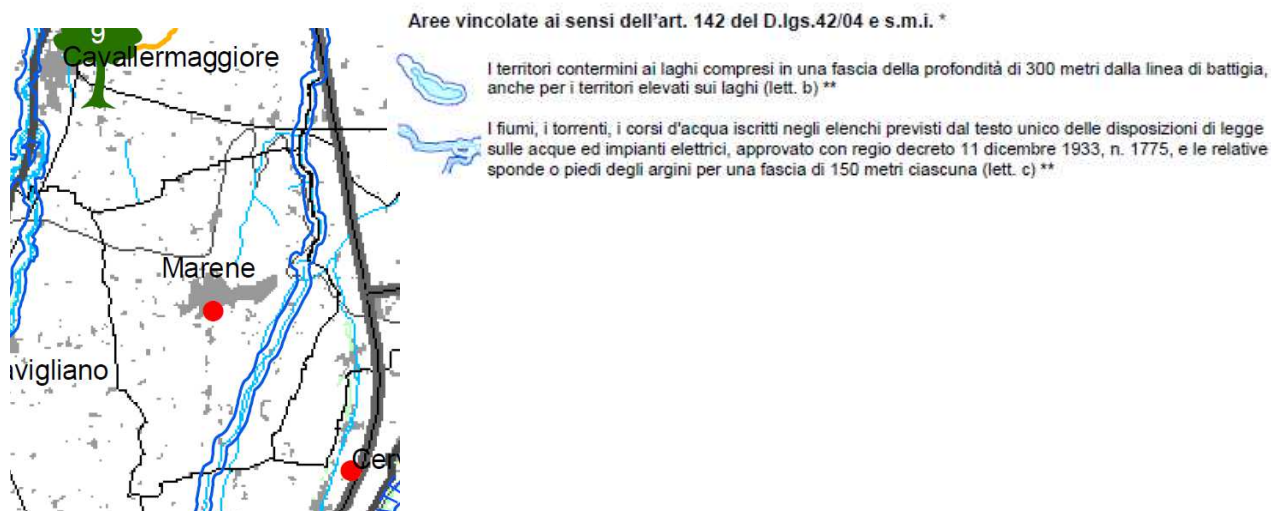 9
Cavallermaggiore
Marene
avigliano
Cer
Aree vincolate ai sensi dell'art. 142 del D.lgs.42/04 e s.m.i. *
I territori contermini ai laghi compresi in una fascia della profondità di 300 metri dalla linea di battigia,
anche per i territori elevati sui laghi (lett. b) **
I fiumi, i torrenti, i corsi d'acqua iscritti negli elenchi previsti dal testo unico delle disposizioni di legge
sulle acque ed impianti elettrici, approvato con regio decreto 11 dicembre 1933, n. 1775, e le relative
sponde o piedi degli argini per una fascia di 150 metri ciascuna (lett. c) **